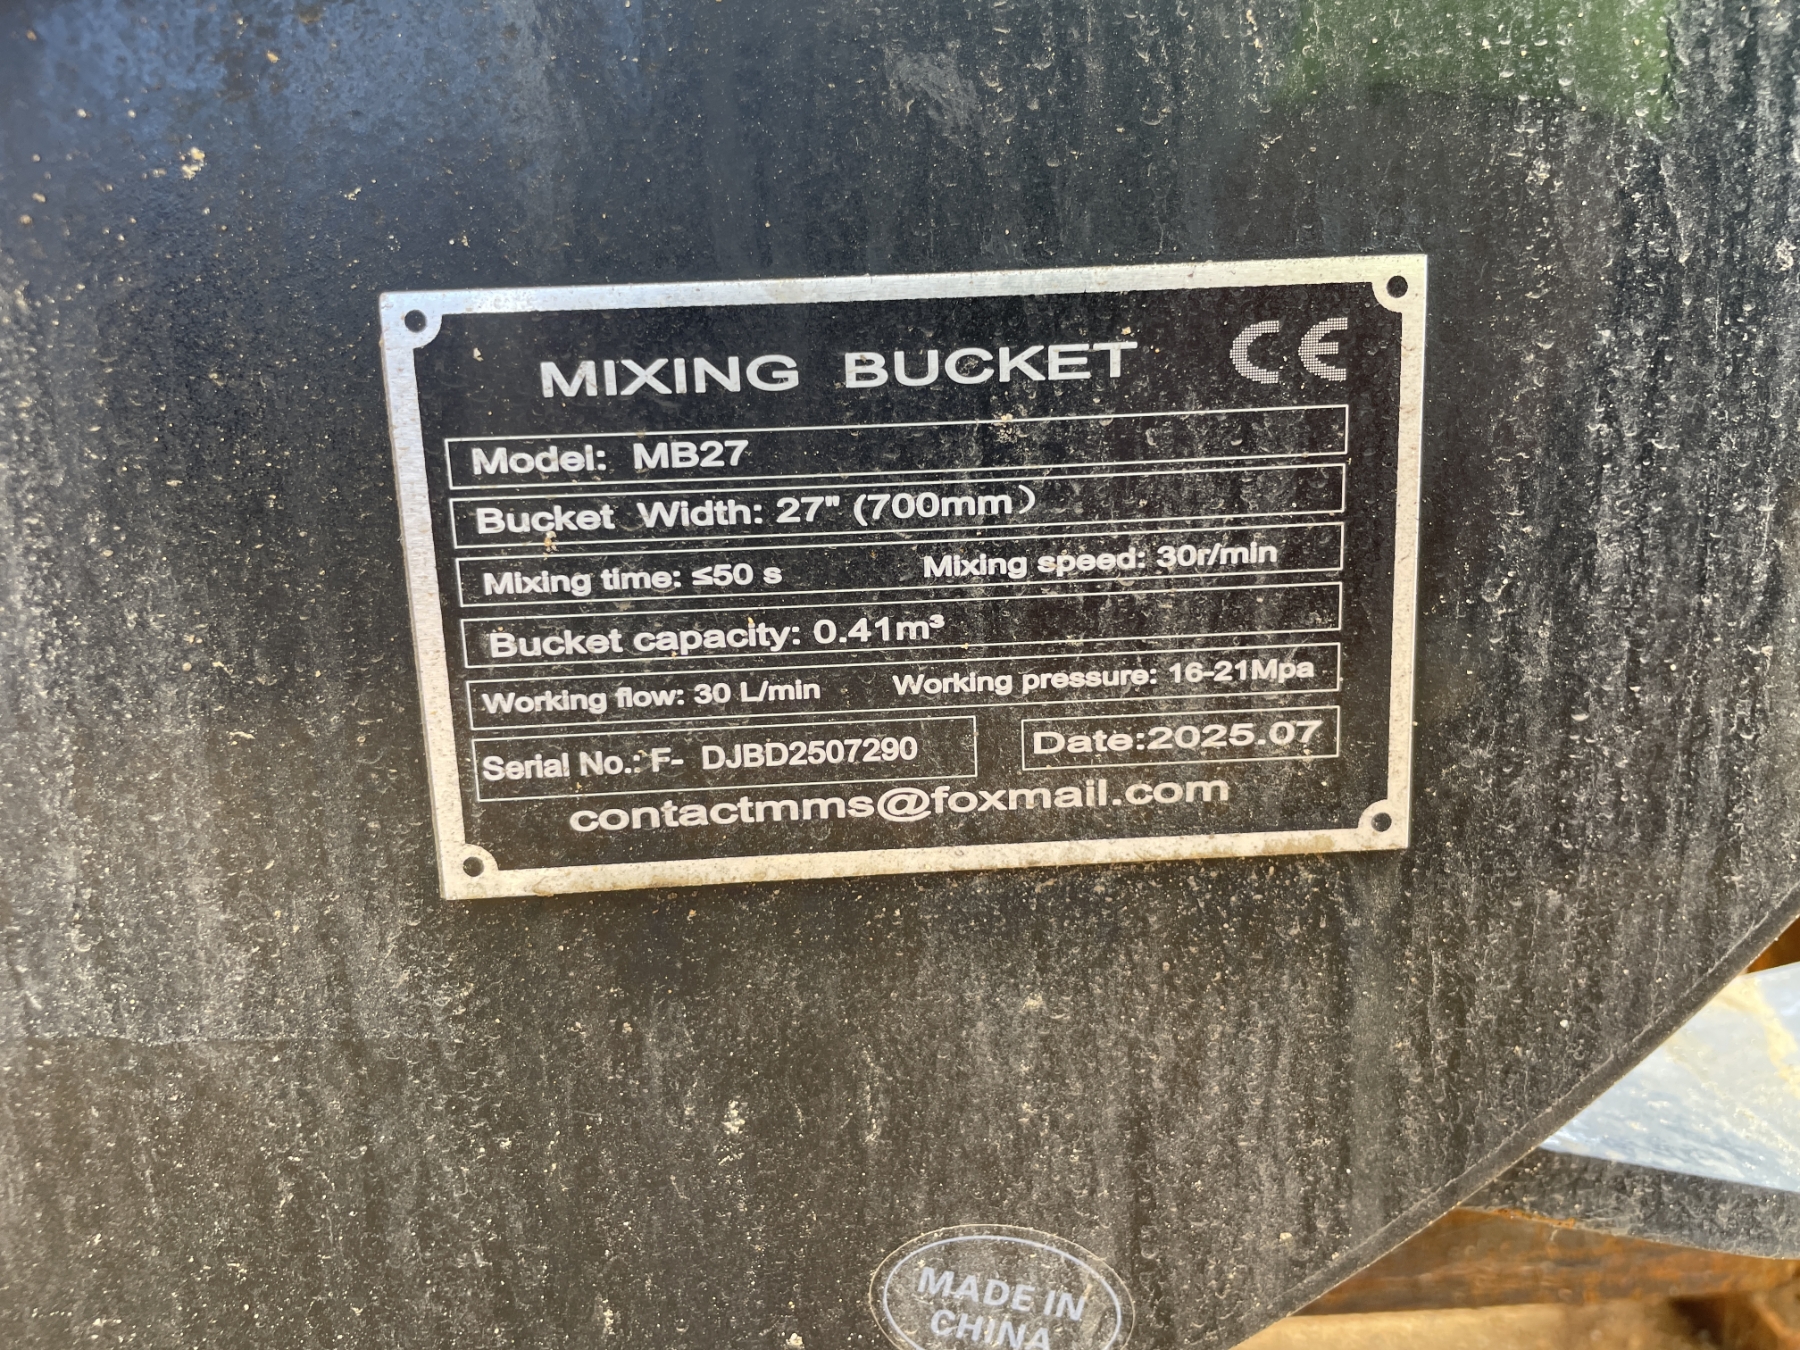 MIXING BUCKET CE
Model: MB27
Bucket Width: 27" (700mm)
Mixing time: ≤50 s Mixing speed: 30r/min
Bucket capacity: 0.41m³
Working flow: 30 L/min Working pressure: 16-21Mpa
Serial No.: F- DJBD2507290 Date:2025.07
contactmms@foxmail.com
MADE IN
CHINA